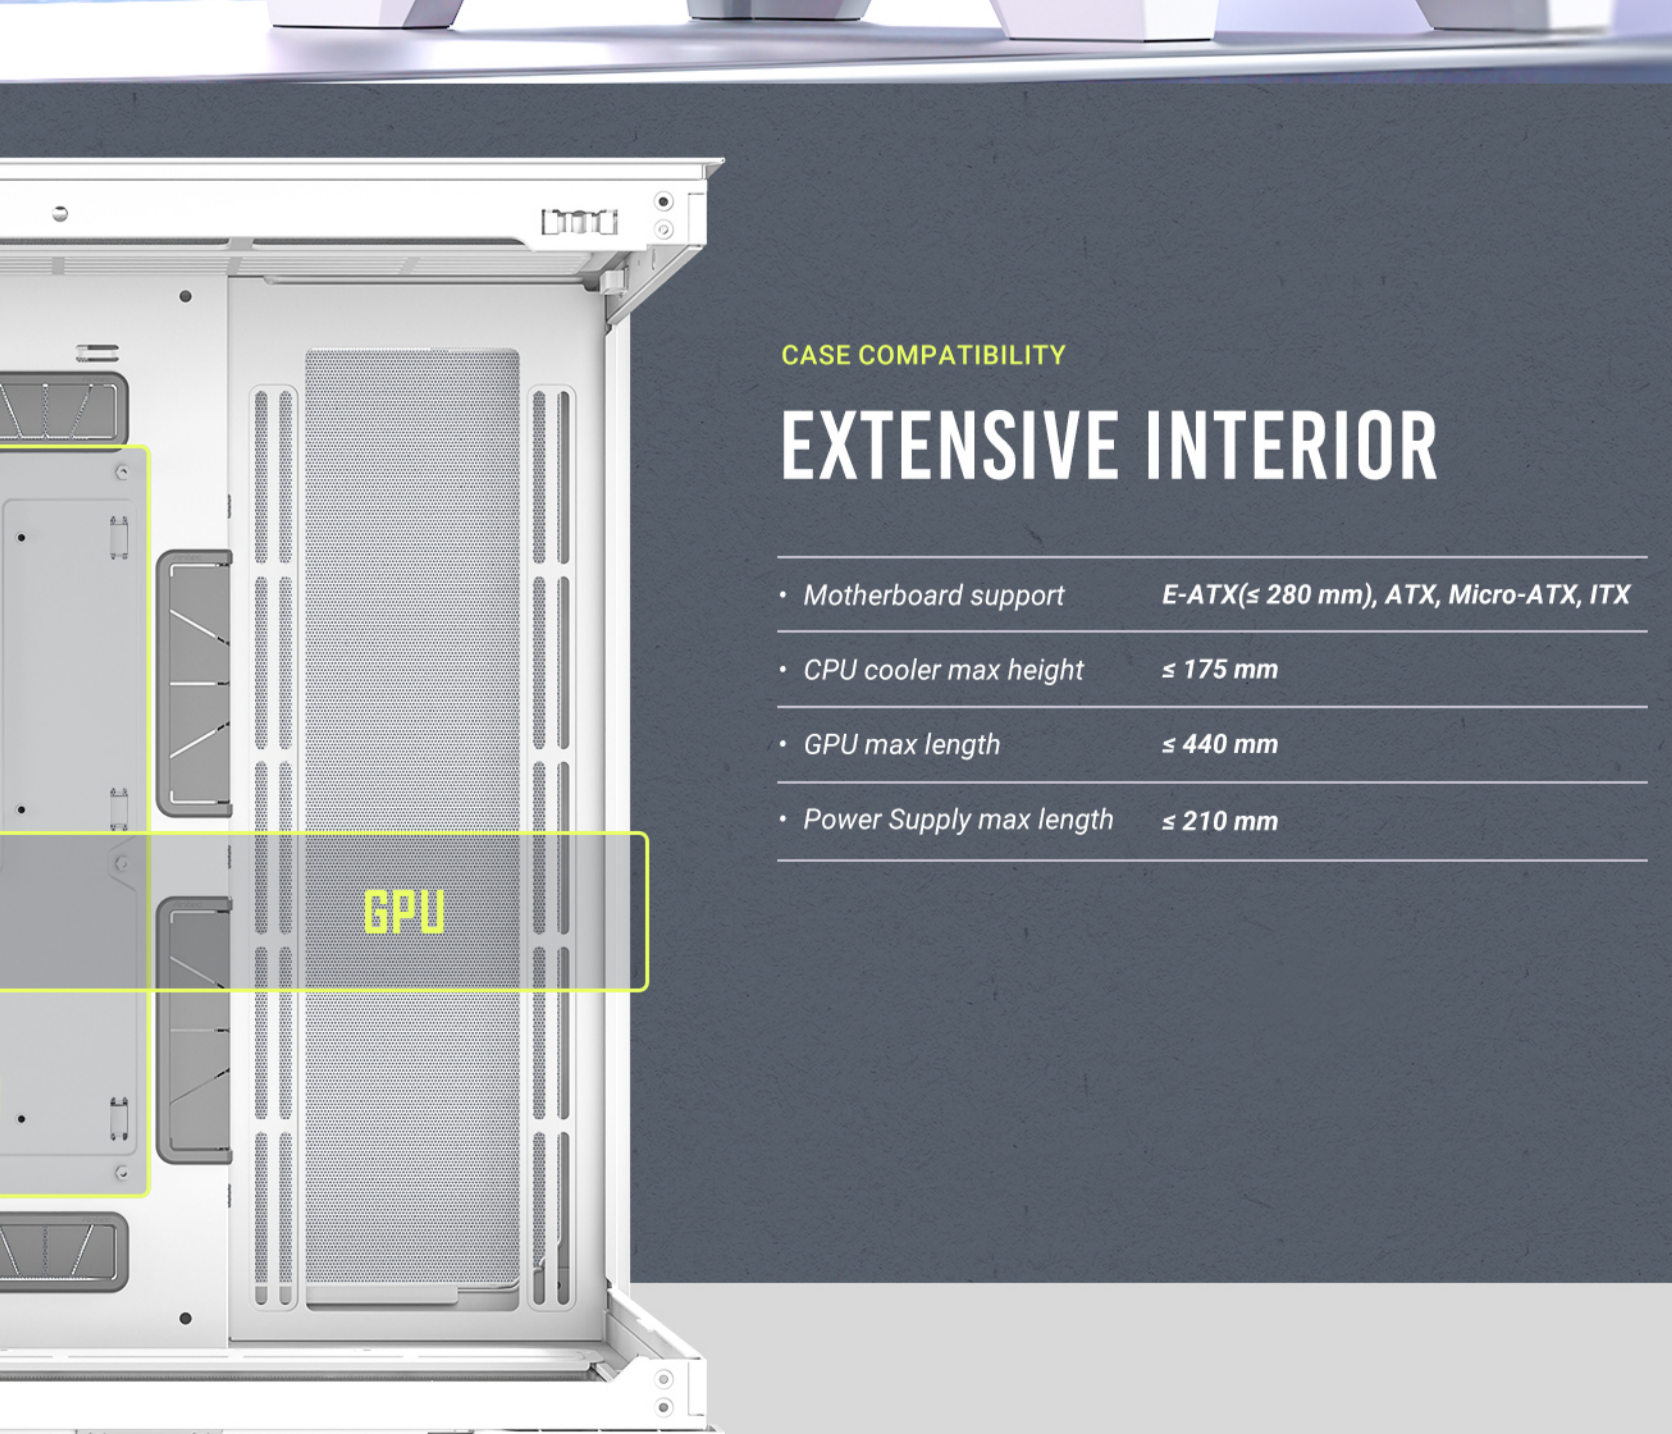 CASE COMPATIBILITY
EXTENSIVE INTERIOR
• Motherboard support E-ATX(≤ 280 mm), ATX, Micro-ATX, ITX
• CPU cooler max height ≤ 175 mm
• GPU max length ≤ 440 mm
• Power Supply max length ≤ 210 mm
GPU